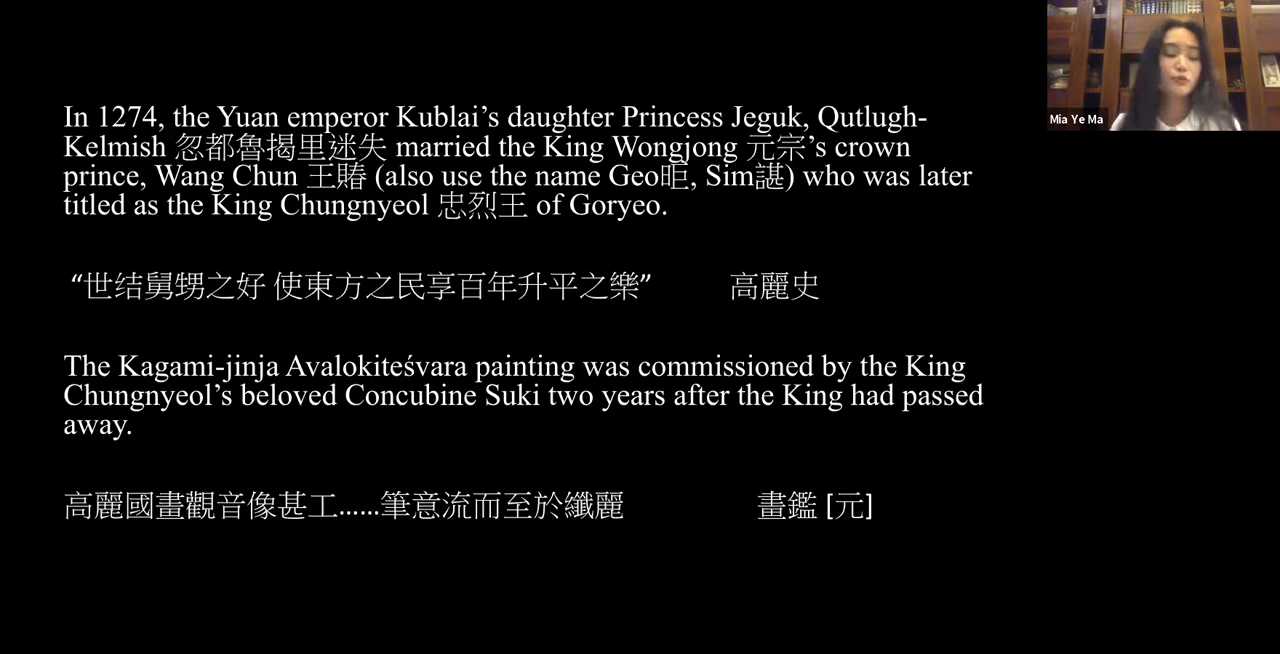 In 1274, the Yuan emperor Kublai’s daughter Princess Jeguk, Qutlugh-
Kelmish 忽都魯揭里迷失 married the King Wongjong 元宗’s crown
prince, Wang Chun 王賰 (also use the name Geo昛, Sim諶) who was later
titled as the King Chungnyeol 忠烈王 of Goryeo.
“世结舅甥之好 使東方之民享百年升平之樂” 高麗史
The Kagami-jinja Avalokiteśvara painting was commissioned by the King
Chungnyeol’s beloved Concubine Suki two years after the King had passed
away.
高麗國畫觀音像甚工......筆意流而至於纖麗 畫鑑 [元]
Mia Ye Ma